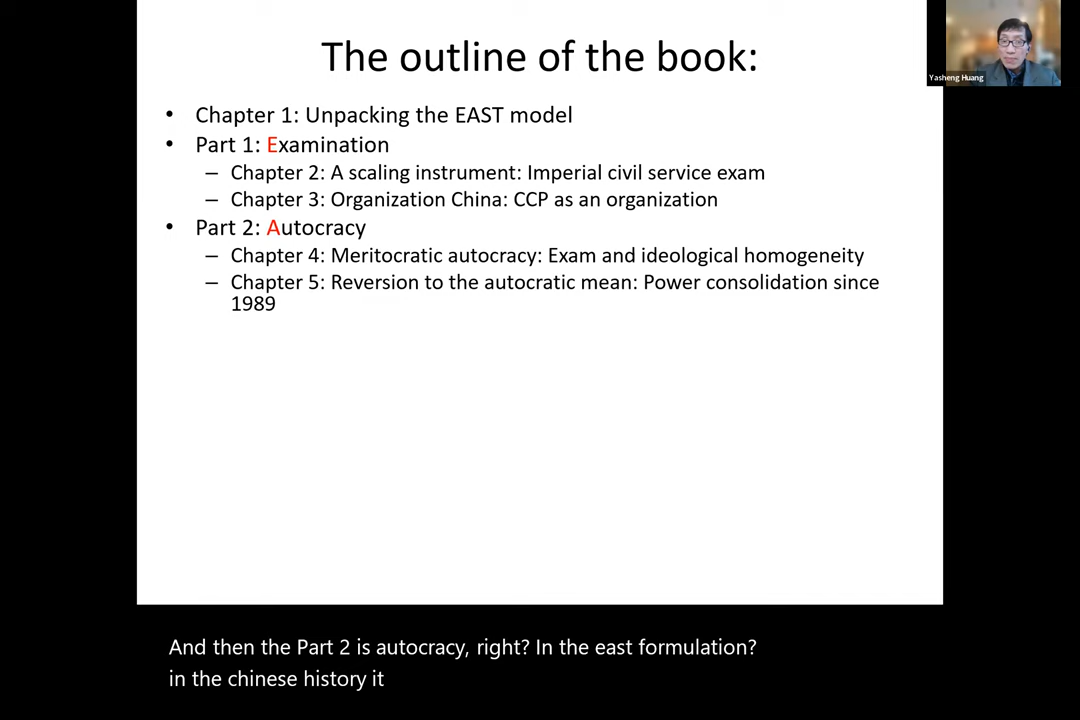 The outline of the book:
Yasheng Huang
• Chapter 1: Unpacking the EAST model
• Part 1: Examination
– Chapter 2: A scaling instrument: Imperial civil service exam
– Chapter 3: Organization China: CCP as an organization
• Part 2: Autocracy
– Chapter 4: Meritocratic autocracy: Exam and ideological homogeneity
– Chapter 5: Reversion to the autocratic mean: Power consolidation since
1989
And then the Part 2 is autocracy, right? In the east formulation?
in the chinese history it